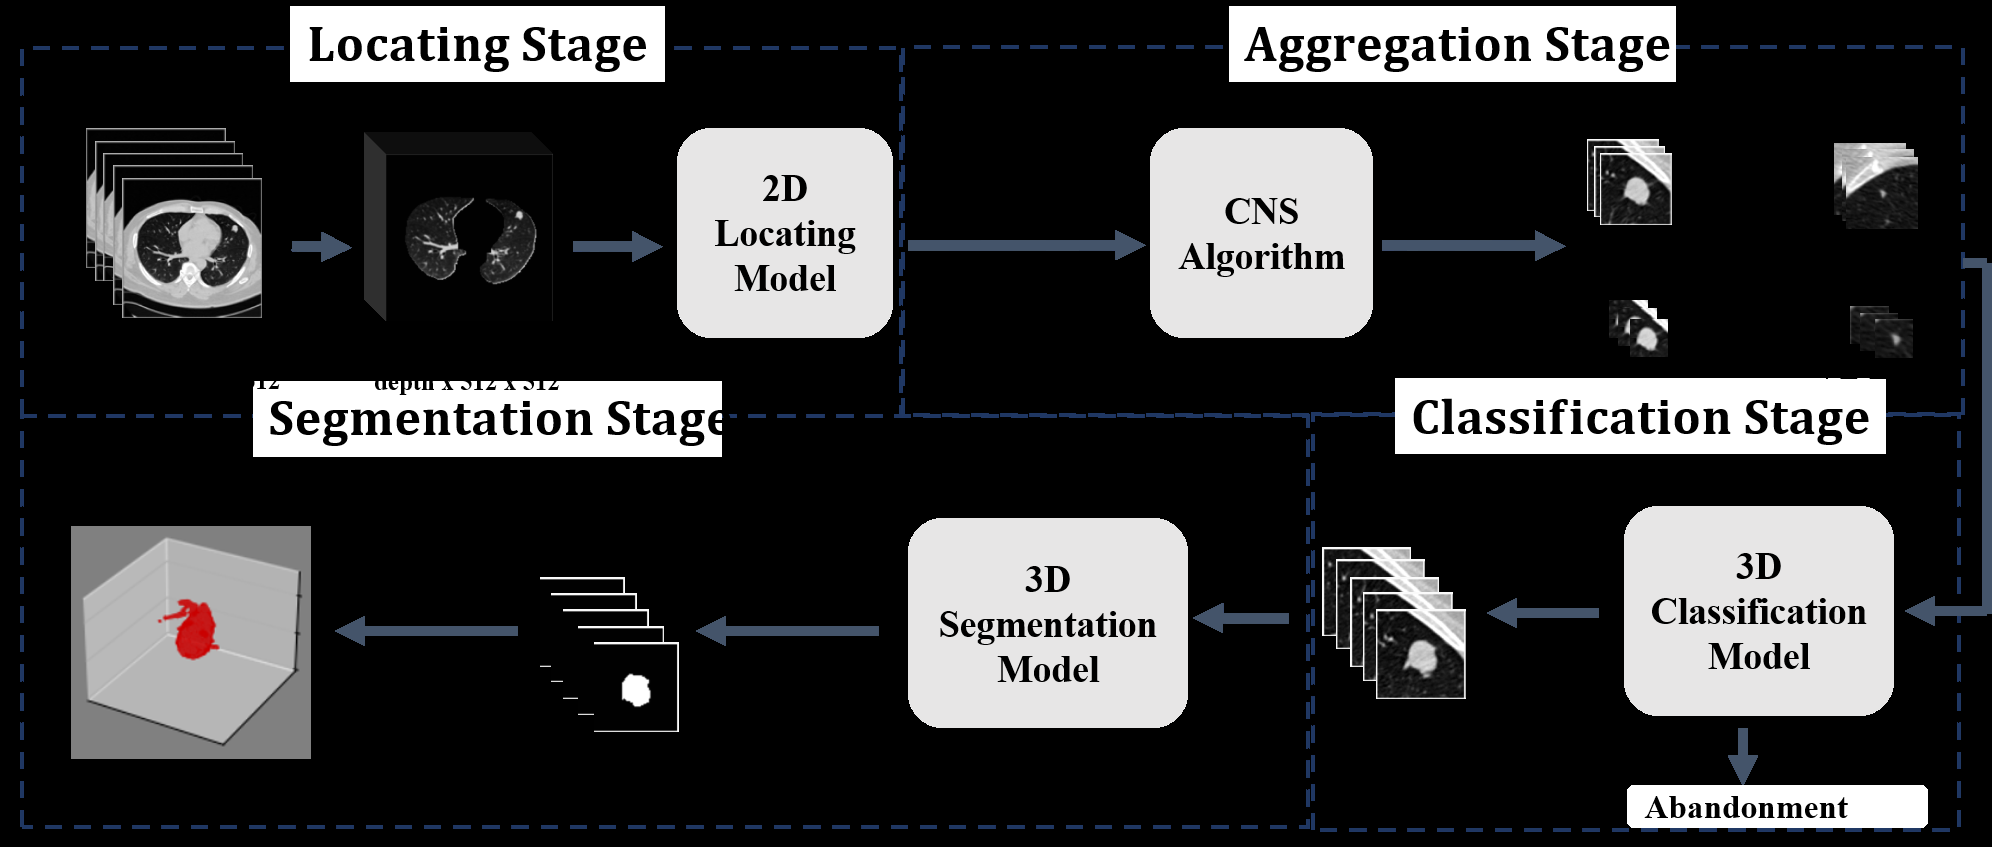 Locating Stage
Aggregation Stage
2D
Locating
Model
CNS
Algorithm
12
depth x 512 x 512
Segmentation Stage
Classification Stage
3D
Segmentation
Model
3D
Classification
Model
Abandonment